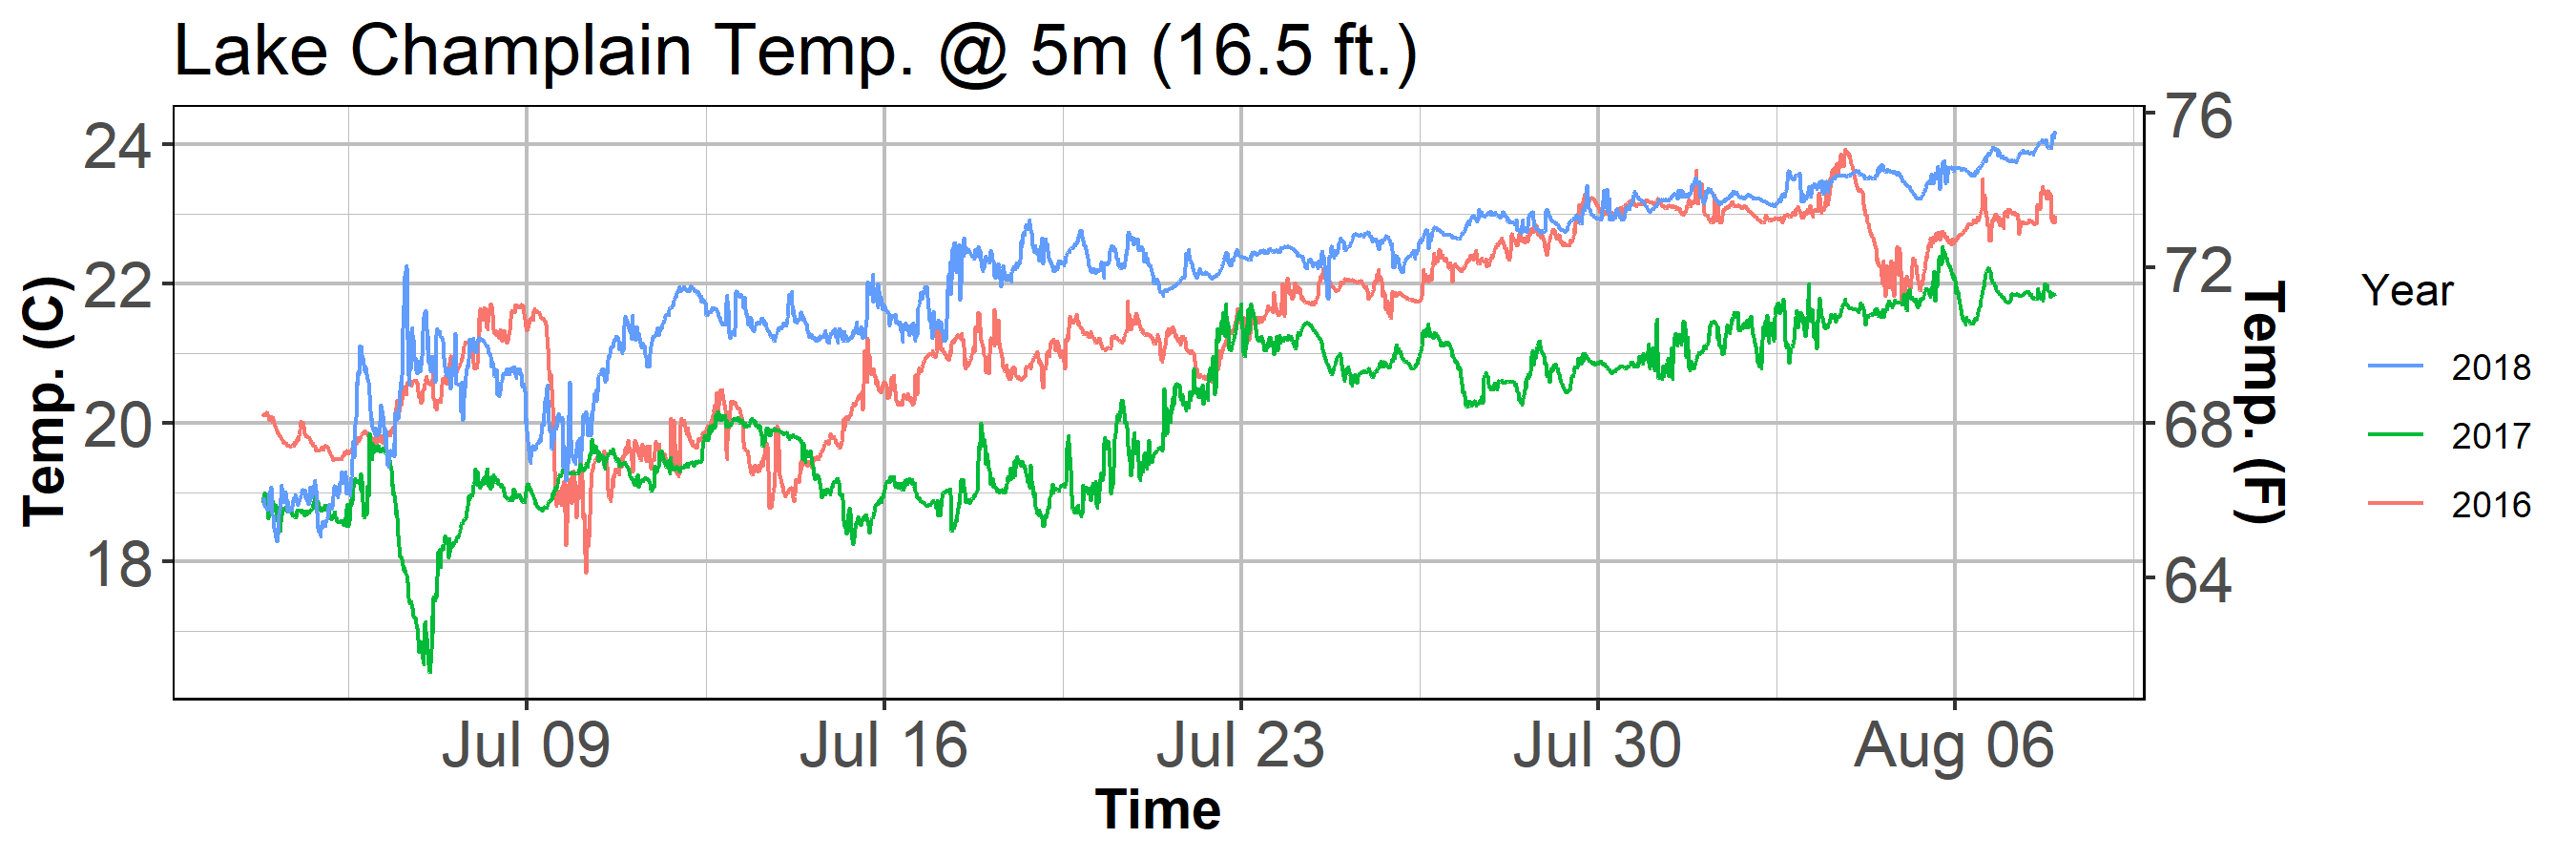 Lake Champlain Temp. @ 5m (16.5 ft.)
Temp. (C)
24
22
20
18
76
72
68
64
Temp. (F)
Jul 09
Jul 16
Jul 23
Jul 30
Aug 06
Time
Year
2018
2017
2016